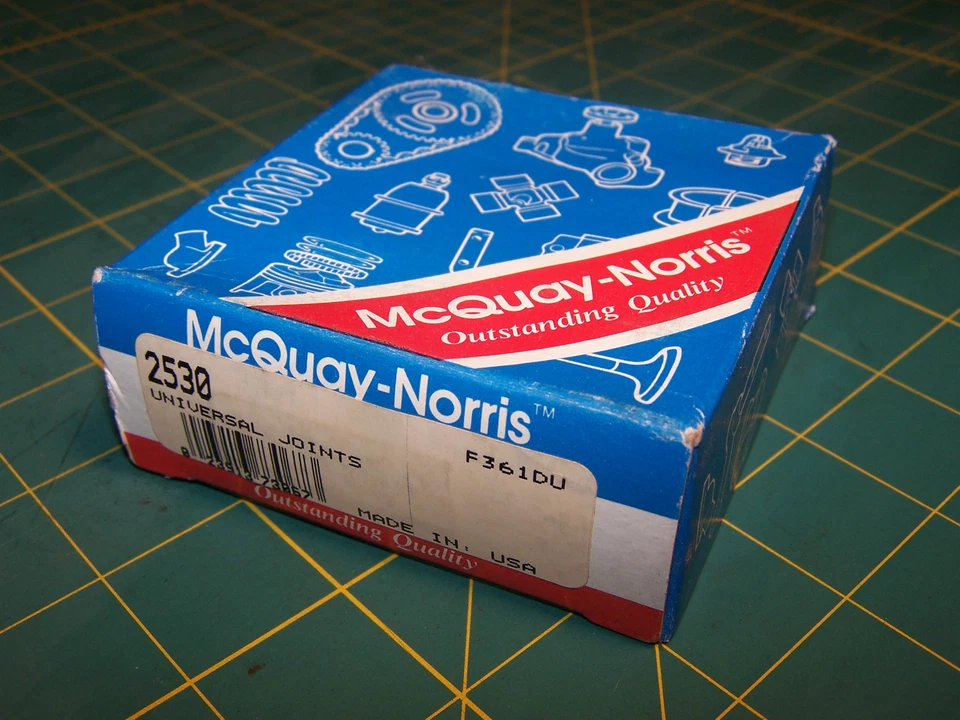 McQuay-Norris™
Outstanding Quality
McQuay-Norris™
2530
UNIVERSAL JOINTS
F361DU
MADE IN: USA
Outstanding Quality